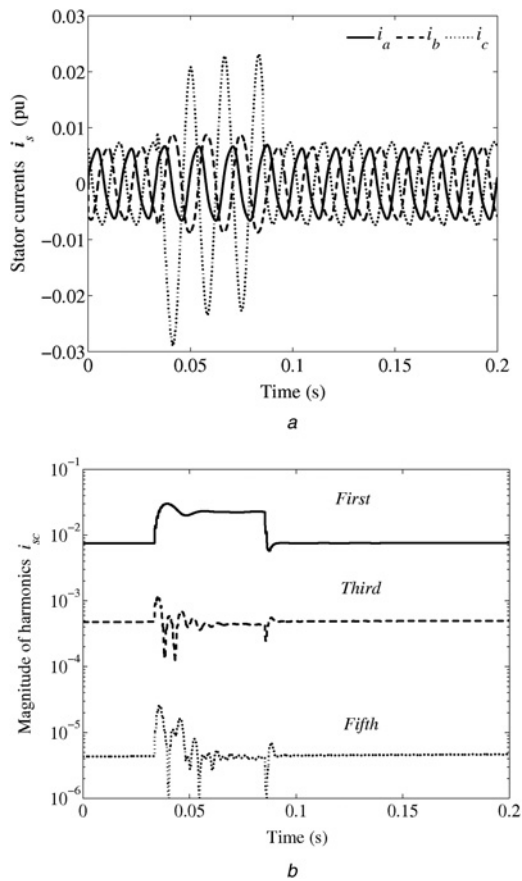 0.03
0.02
0.01
0
−0.01
−0.02
−0.03
Stator currents i_s (pu)
i_a i_b i_c
0 0.05 0.1 0.15 0.2
Time (s)
a
10^-1
10^-2
10^-3
10^-4
10^-5
10^-6
Magnitude of harmonics i_sc
First
Third
Fifth
0 0.05 0.1 0.15 0.2
Time (s)
b